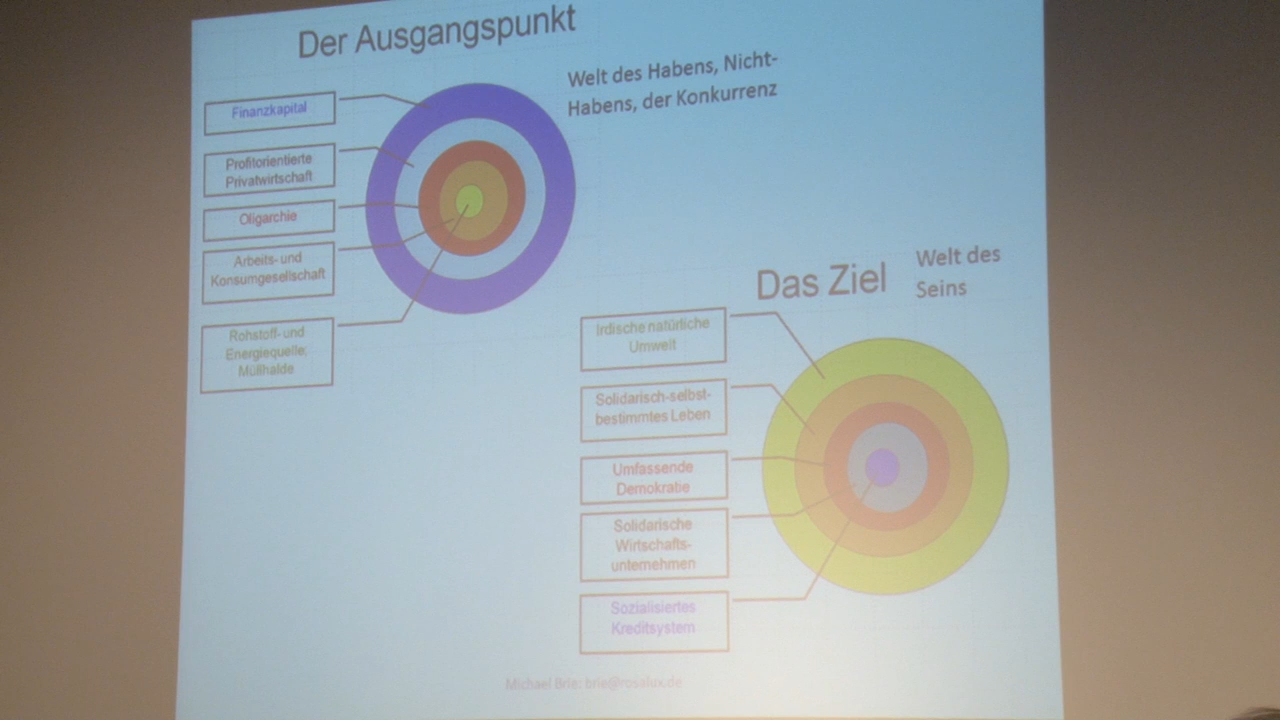 Der Ausgangspunkt
Welt des Habens, Nicht-
Habens, der Konkurrenz
Finanzkapital
Profitorientierte
Privatwirtschaft
Oligarchie
Arbeits- und
Konsumgesellschaft
Rohstoff- und
Energiequelle;
Müllhalde
Das Ziel
Welt des
Seins
Irdische natürliche
Umwelt
Solidarisch-selbst-
bestimmtes Leben
Umfassende
Demokratie
Solidarische
Wirtschafts-
unternehmen
Sozialisiertes
Kreditsystem
Michael Brie: brie@rosalux.de